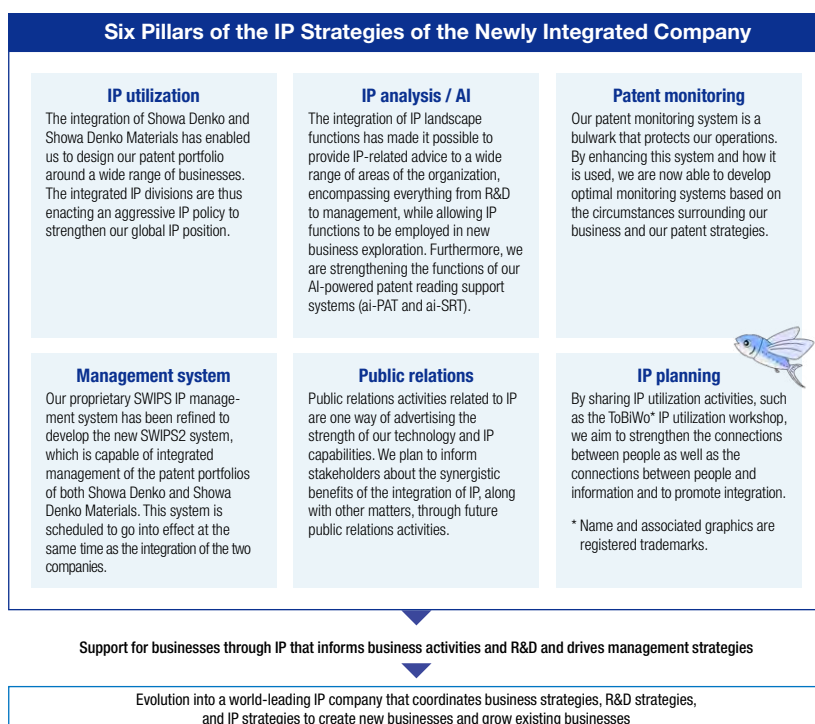 Six Pillars of the IP Strategies of the Newly Integrated Company
IP utilization
The integration of Showa Denko and
Showa Denko Materials has enabled
us to design our patent portfolio
around a wide range of businesses.
The integrated IP divisions are thus
enacting an aggressive IP policy to
strengthen our global IP position.
IP analysis / AI
The integration of IP landscape
functions has made it possible to
provide IP-related advice to a wide
range of areas of the organization,
encompassing everything from R&D
to management, while allowing IP
functions to be employed in new
business exploration. Furthermore, we
are strengthening the functions of our
AI-powered patent reading support
systems (ai-PAT and ai-SRT).
Patent monitoring
Our patent monitoring system is a
bulwark that protects our operations.
By enhancing this system and how it
is used, we are now able to develop
optimal monitoring systems based on
the circumstances surrounding our
business and our patent strategies.
Management system
Our proprietary SWIPS IP manage-
ment system has been refined to
develop the new SWIPS2 system,
which is capable of integrated
management of the patent portfolios
of both Showa Denko and Showa
Denko Materials. This system is
scheduled to go into effect at the
same time as the integration of the two
companies.
Public relations
Public relations activities related to IP
are one way of advertising the
strength of our technology and IP
capabilities. We plan to inform
stakeholders about the synergistic
benefits of the integration of IP, along
with other matters, through future
public relations activities.
IP planning
By sharing IP utilization activities, such
as the ToBiWo* IP utilization workshop,
we aim to strengthen the connections
between people as well as the
connections between people and
information and to promote integration.
* Name and associated graphics are
registered trademarks.
Support for businesses through IP that informs business activities and R&D and drives management strategies
Evolution into a world-leading IP company that coordinates business strategies, R&D strategies,
and IP strategies to create new businesses and grow existing businesses